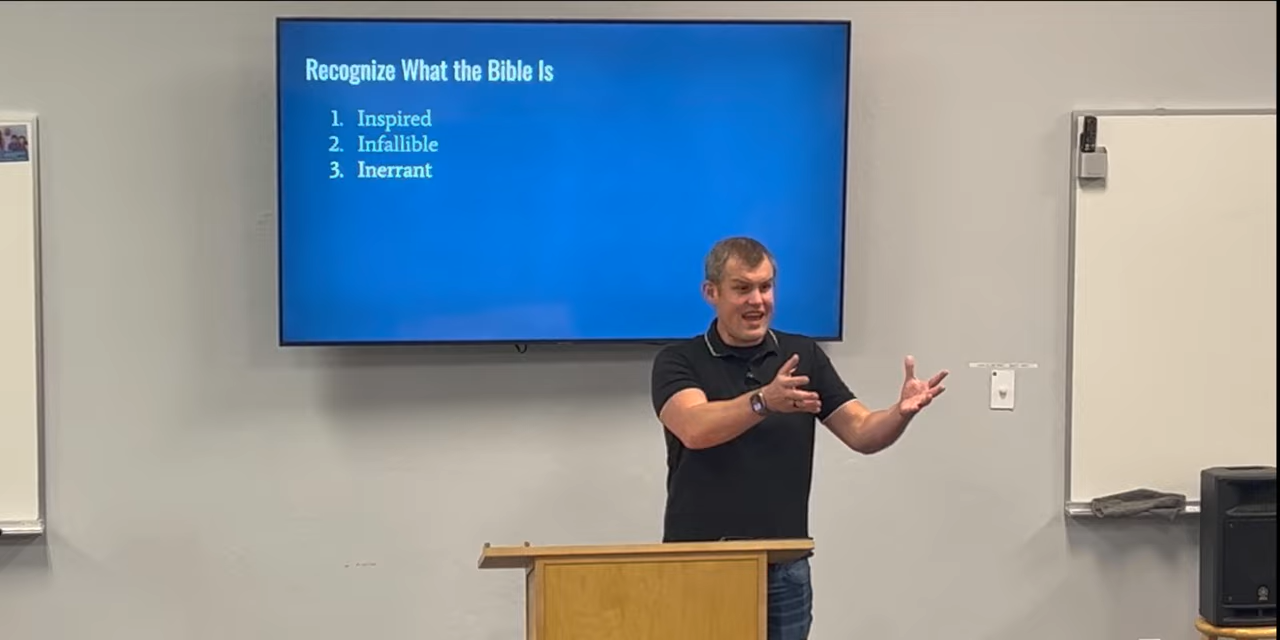 Recognize What the Bible Is
1. Inspired
2. Infallible
3. Inerrant